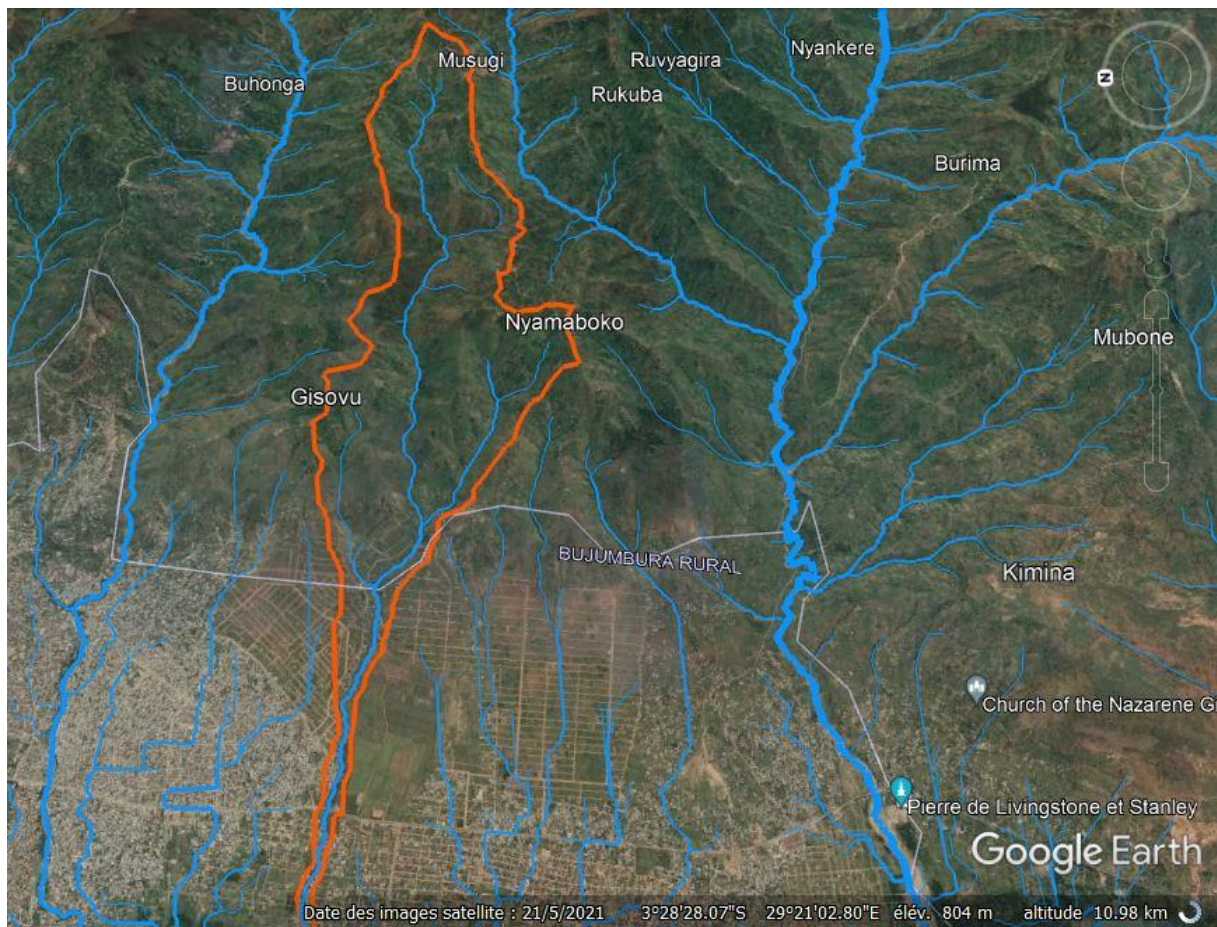 Nyankere
Musugi
Ruvyagira
Buhonga
Rukuba
N
Burima
Nyamaboko
Mubone
Gisovu
BUJUMBURA RURAL
Kimina
Church of the Nazarene G
Pierre de Livingstone et Stanley
Google Earth
Date des images satellite : 21/5/2021 3°28'28.07"S 29°21'02.80"E élév. 804 m altitude 10.98 km